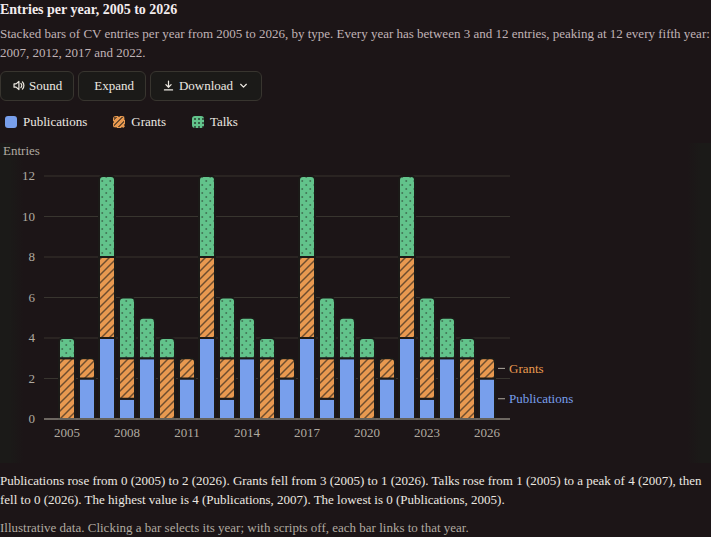 Entries per year, 2005 to 2026
Stacked bars of CV entries per year from 2005 to 2026, by type. Every year has between 3 and 12 entries, peaking at 12 every fifth year:
2007, 2012, 2017 and 2022.
Sound Expand Download
Publications Grants Talks
Entries
12
10
8
6
4
2
0
Grants
Publications
2005 2008 2011 2014 2017 2020 2023 2026
Publications rose from 0 (2005) to 2 (2026). Grants fell from 3 (2005) to 1 (2026). Talks rose from 1 (2005) to a peak of 4 (2007), then
fell to 0 (2026). The highest value is 4 (Publications, 2007). The lowest is 0 (Publications, 2005).
Illustrative data. Clicking a bar selects its year; with scripts off, each bar links to that year.